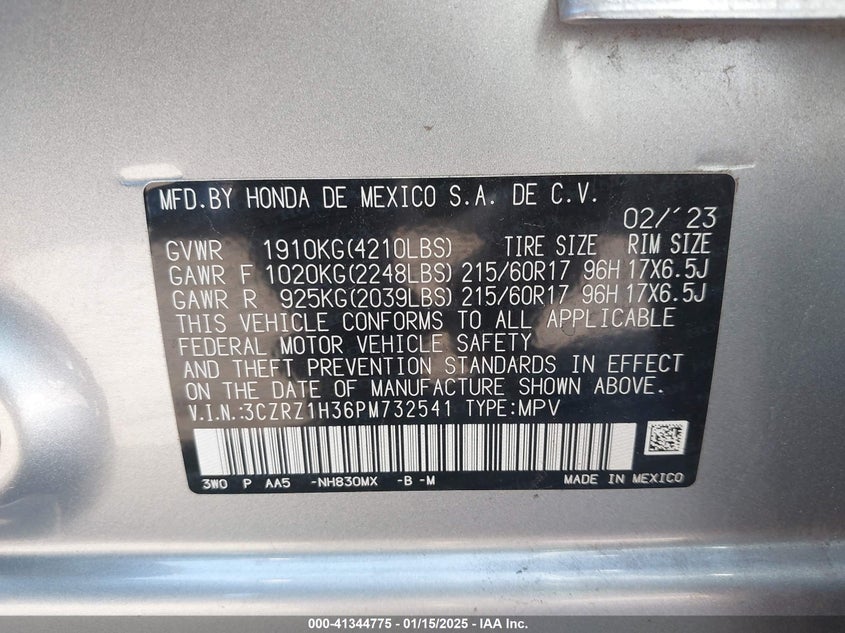 MFD.BY HONDA DE MEXICO S.A. DE C.V.
02/'23
GVWR 1910KG(4210LBS) TIRE SIZE RIM SIZE
GAWR F 1020KG(2248LBS) 215/60R17 96H 17X6.5J
GAWR R 925KG(2039LBS) 215/60R17 96H 17X6.5J
THIS VEHICLE CONFORMS TO ALL APPLICABLE
FEDERAL MOTOR VEHICLE SAFETY
AND THEFT PREVENTION STANDARDS IN EFFECT
ON THE DATE OF MANUFACTURE SHOWN ABOVE.
V.I.N.:3CZRZ1H36PM732541 TYPE:MPV
3W0 P AA5 -NH830MX -B -M MADE IN MEXICO
000-41344775 - 01/15/2025 - IAA Inc.